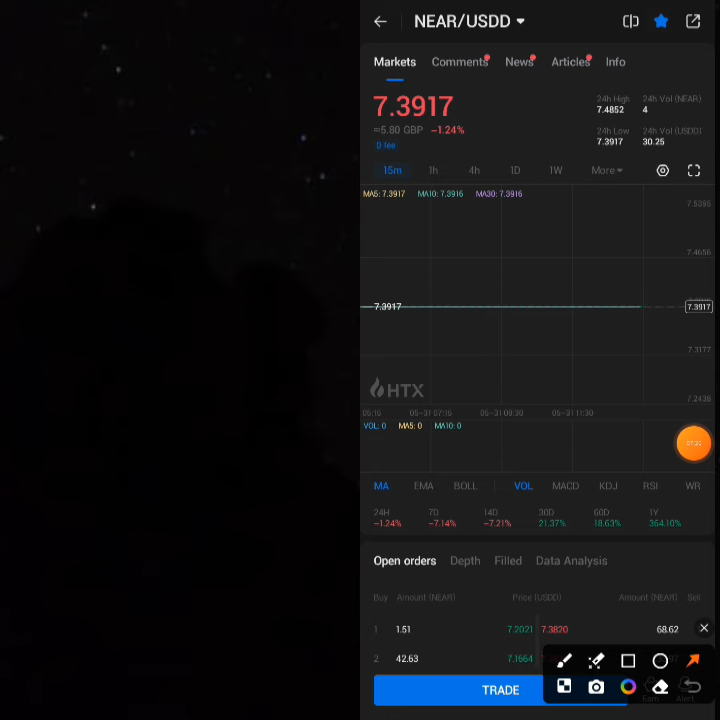 NEAR/USDD
Markets Comments News Articles Info
7.3917
≈5.80 GBP −1.24%
0 fee
24h High
7.4852
24h Vol (NEAR)
4
24h Low
7.3917
24h Vol (USDD)
30.25
15m 1h 4h 1D 1W More
MA5: 7.3917 MA10: 7.3916 MA30: 7.3916
7.5395
7.4656
7.3917 7.3917
7.3177
HTX
7.2438
05:15 05-31 07:15 05-31 09:30 05-31 11:30
VOL: 0 MA5: 0 MA10: 0
MA EMA BOLL VOL MACD KDJ RSI WR
24H 7D 14D 30D 60D 1Y
−1.24% −7.14% −7.21% 21.37% 18.63% 364.10%
Open orders Depth Filled Data Analysis
Buy Amount (NEAR) Price (USDD) Amount (NEAR) Sell
1 1.51 7.2021 7.3820 68.62
2 42.63 7.1664
TRADE
Earn Alert